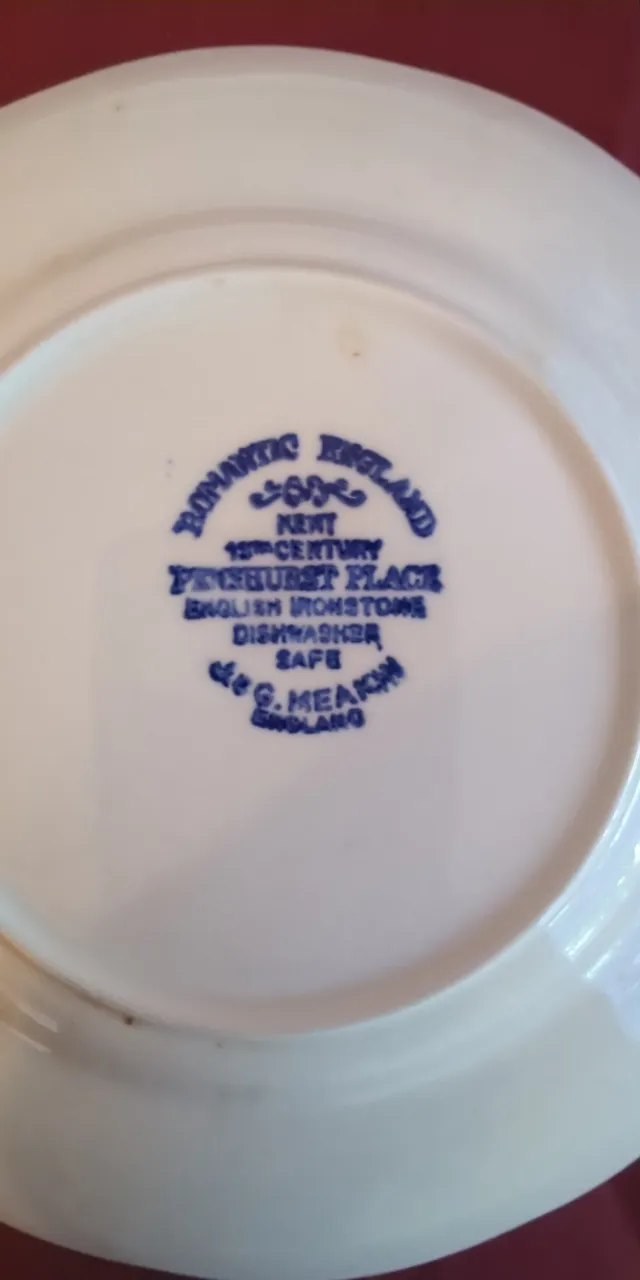 ROMANTIC ENGLAND
KENT
15TH CENTURY
PENSHURST PLACE
ENGLISH IRONSTONE
DISHWASHER
SAFE
J & G. MEAKIN
ENGLAND